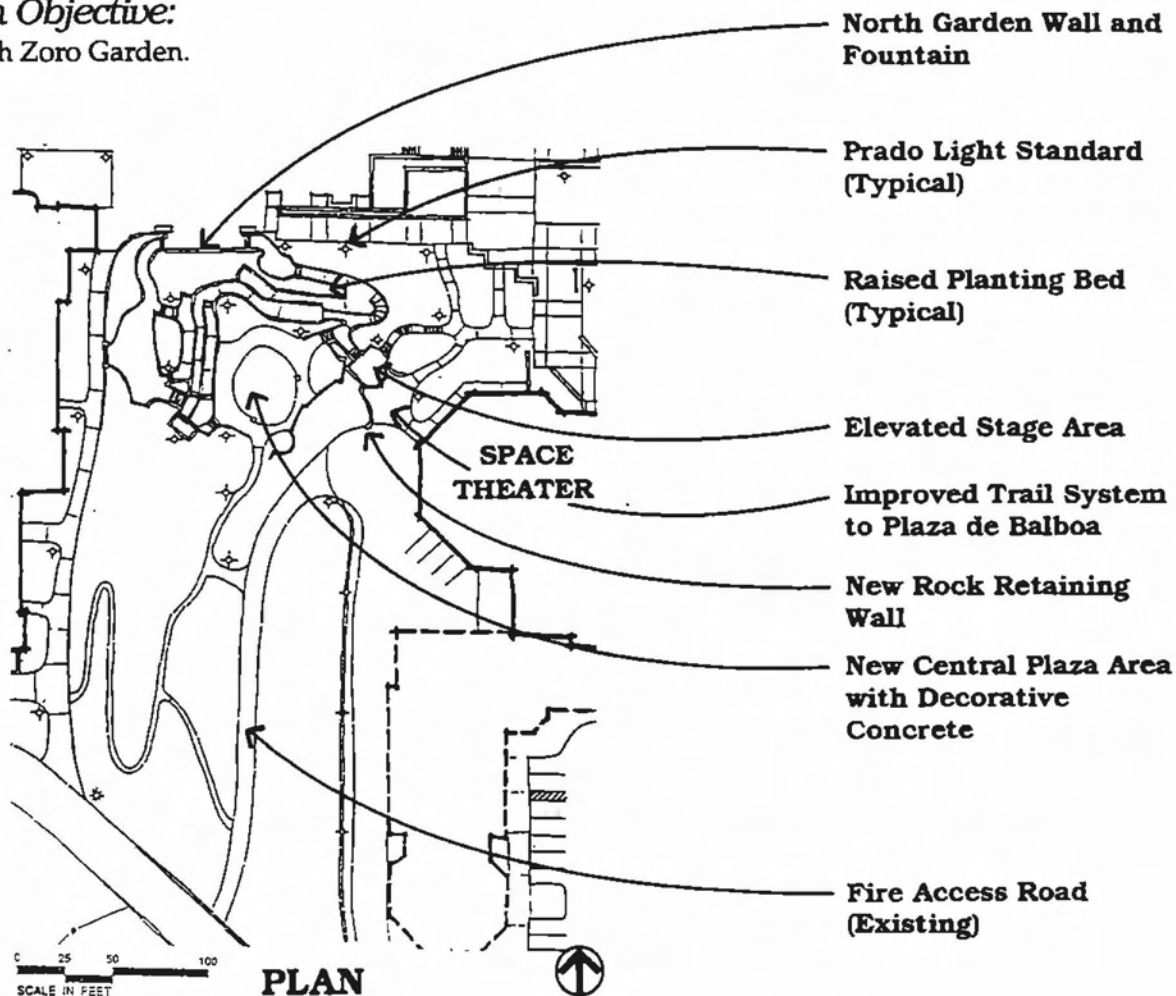 Objective:
Zoro Garden.
North Garden Wall and
Fountain
Prado Light Standard
(Typical)
Raised Planting Bed
(Typical)
Elevated Stage Area
SPACE
THEATER
Improved Trail System
to Plaza de Balboa
New Rock Retaining
Wall
New Central Plaza Area
with Decorative
Concrete
Fire Access Road
(Existing)
0 25 50 100
SCALE IN FEET
PLAN